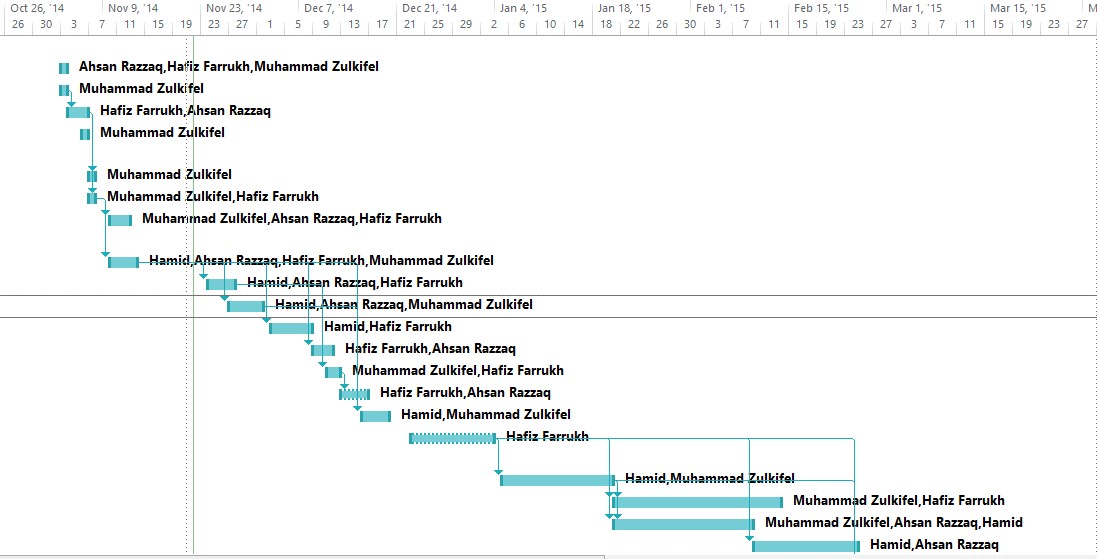 Oct 26, '14 Nov 9, '14 Nov 23, '14 Dec 7, '14 Dec 21, '14 Jan 4, '15 Jan 18, '15 Feb 1, '15 Feb 15, '15 Mar 1, '15 Mar 15, '15 M
26 30 3 7 11 15 19 23 27 1 5 9 13 17 21 25 29 2 6 10 14 18 22 26 30 3 7 11 15 19 23 27 3 7 11 15 19 23 27
Ahsan Razzaq,Hafiz Farrukh,Muhammad Zulkifel
Muhammad Zulkifel
Hafiz Farrukh,Ahsan Razzaq
Muhammad Zulkifel
Muhammad Zulkifel
Muhammad Zulkifel,Hafiz Farrukh
Muhammad Zulkifel,Ahsan Razzaq,Hafiz Farrukh
Hamid,Ahsan Razzaq,Hafiz Farrukh,Muhammad Zulkifel
Hamid,Ahsan Razzaq,Hafiz Farrukh
Hamid,Ahsan Razzaq,Muhammad Zulkifel
Hamid,Hafiz Farrukh
Hafiz Farrukh,Ahsan Razzaq
Muhammad Zulkifel,Hafiz Farrukh
Hafiz Farrukh,Ahsan Razzaq
Hamid,Muhammad Zulkifel
Hafiz Farrukh
Hamid,Muhammad Zulkifel
Muhammad Zulkifel,Hafiz Farrukh
Muhammad Zulkifel,Ahsan Razzaq,Hamid
Hamid,Ahsan Razzaq